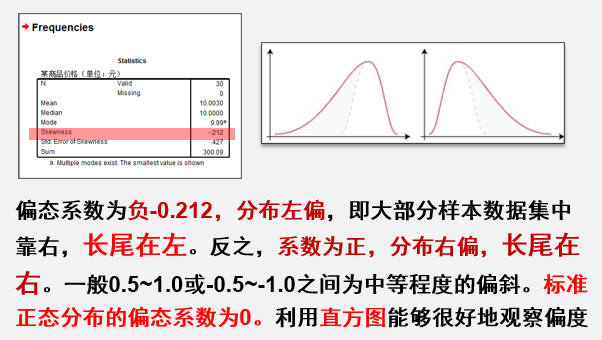 Frequencies
Statistics
某商品价格（单位：元）
N Valid 30
Missing 0
Mean 10.0030
Median 10.0000
Mode 9.99a
Skewness -.212
Std. Error of Skewness .427
Sum 300.09
a. Multiple modes exist. The smallest value is shown
偏态系数为负-0.212，分布左偏，即大部分样本数据集中
靠右，长尾在左。反之，系数为正，分布右偏，长尾在
右。一般0.5~1.0或-0.5~-1.0之间为中等程度的偏斜。标准
正态分布的偏态系数为0。利用直方图能够很好地观察偏度